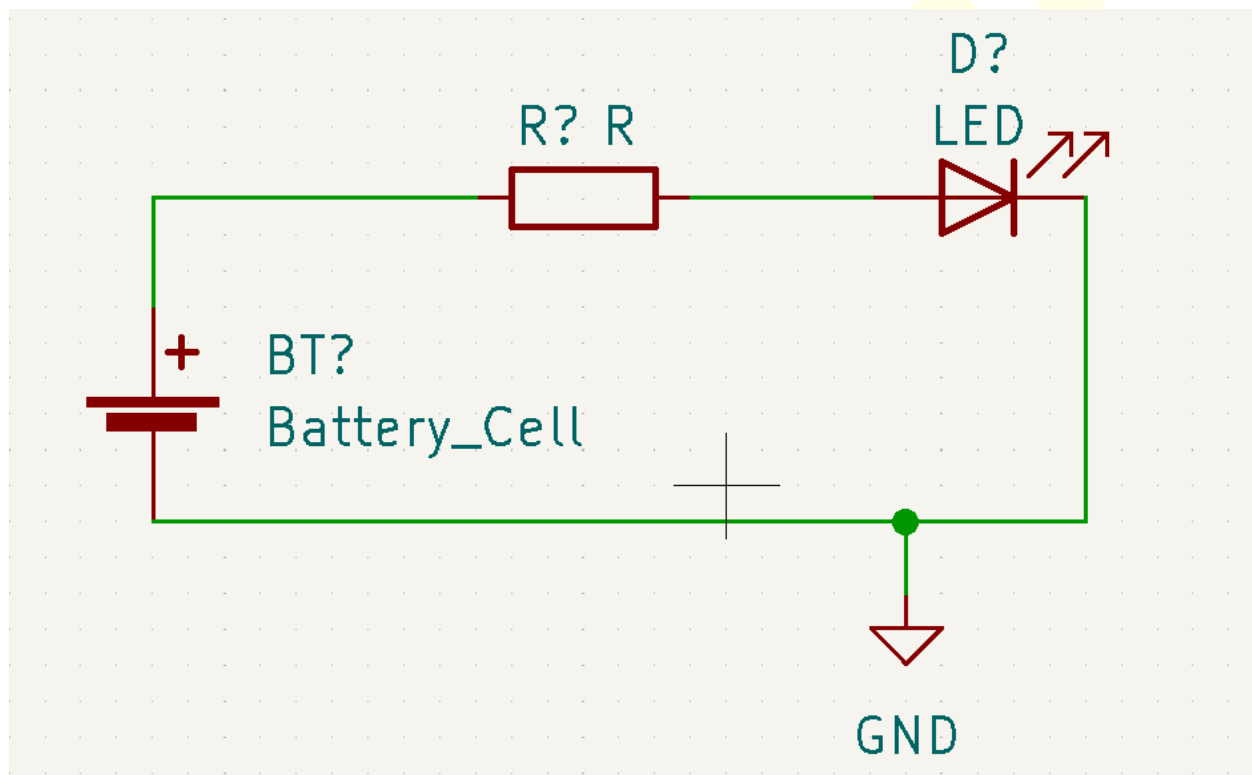 D?
R? R
LED
+
BT?
Battery_Cell
GND